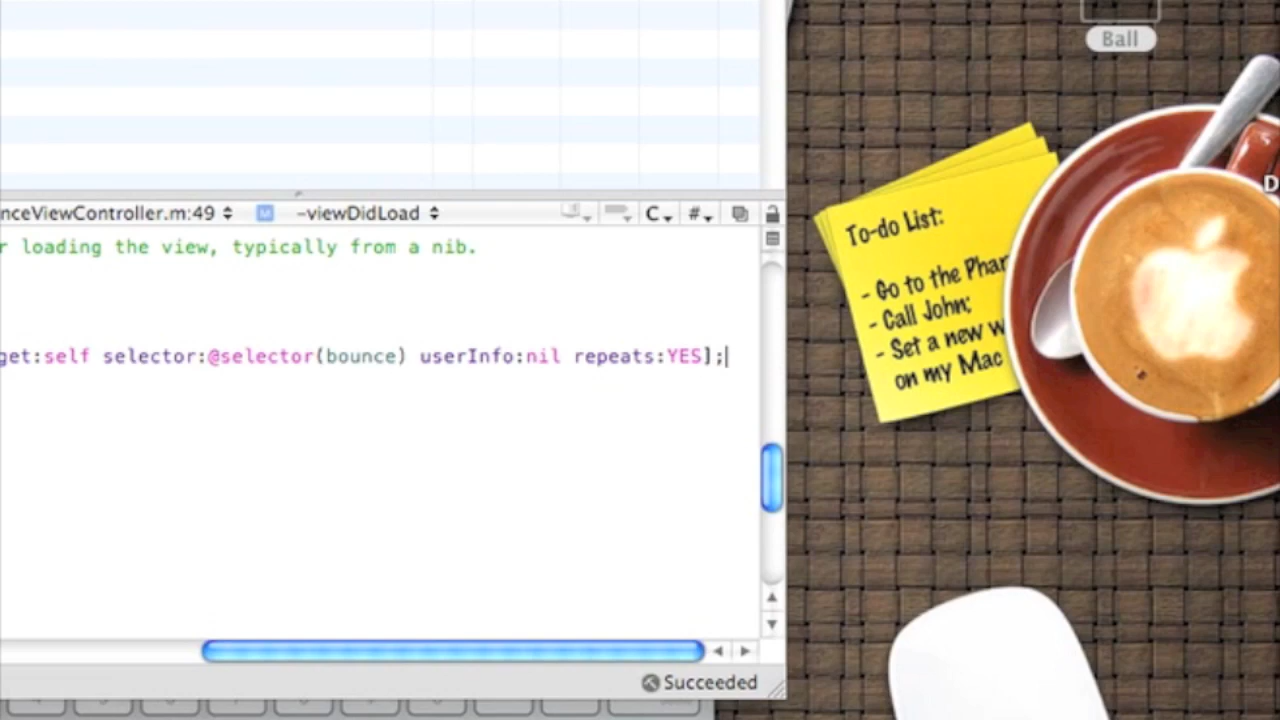 Ball
nceViewController.m:49 M -viewDidLoad C #
r loading the view, typically from a nib.
get:self selector:@selector(bounce) userInfo:nil repeats:YES];
Succeeded
To-do List:
- Go to the Phar
- Call John;
- Set a new w
on my Mac
D